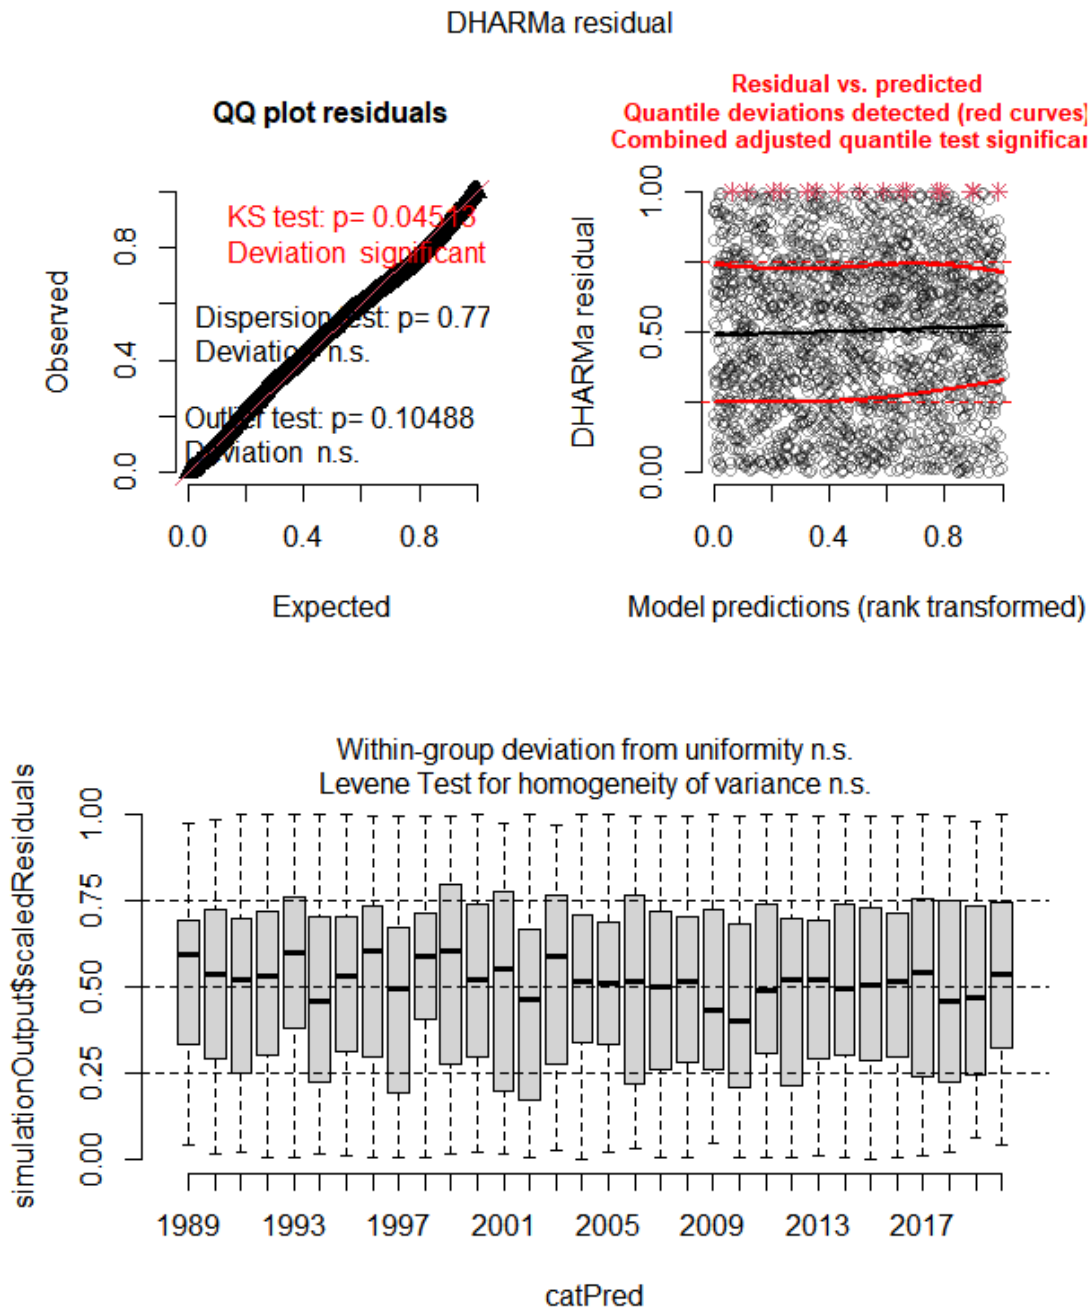 DHARMa residual
QQ plot residuals
KS test: p= 0.04513
Deviation significant
Dispersion test: p= 0.77
Deviation n.s.
Outlier test: p= 0.10488
Deviation n.s.
Observed
0.0 0.4 0.8
0.0 0.4 0.8
Expected
Residual vs. predicted
Quantile deviations detected (red curves)
Combined adjusted quantile test significan
DHARMa residual
0.00 0.50 1.00
0.0 0.4 0.8
Model predictions (rank transformed)
Within-group deviation from uniformity n.s.
Levene Test for homogeneity of variance n.s.
simulationOutput$scaledResiduals
0.00 0.25 0.50 0.75 1.00
1989 1993 1997 2001 2005 2009 2013 2017
catPred